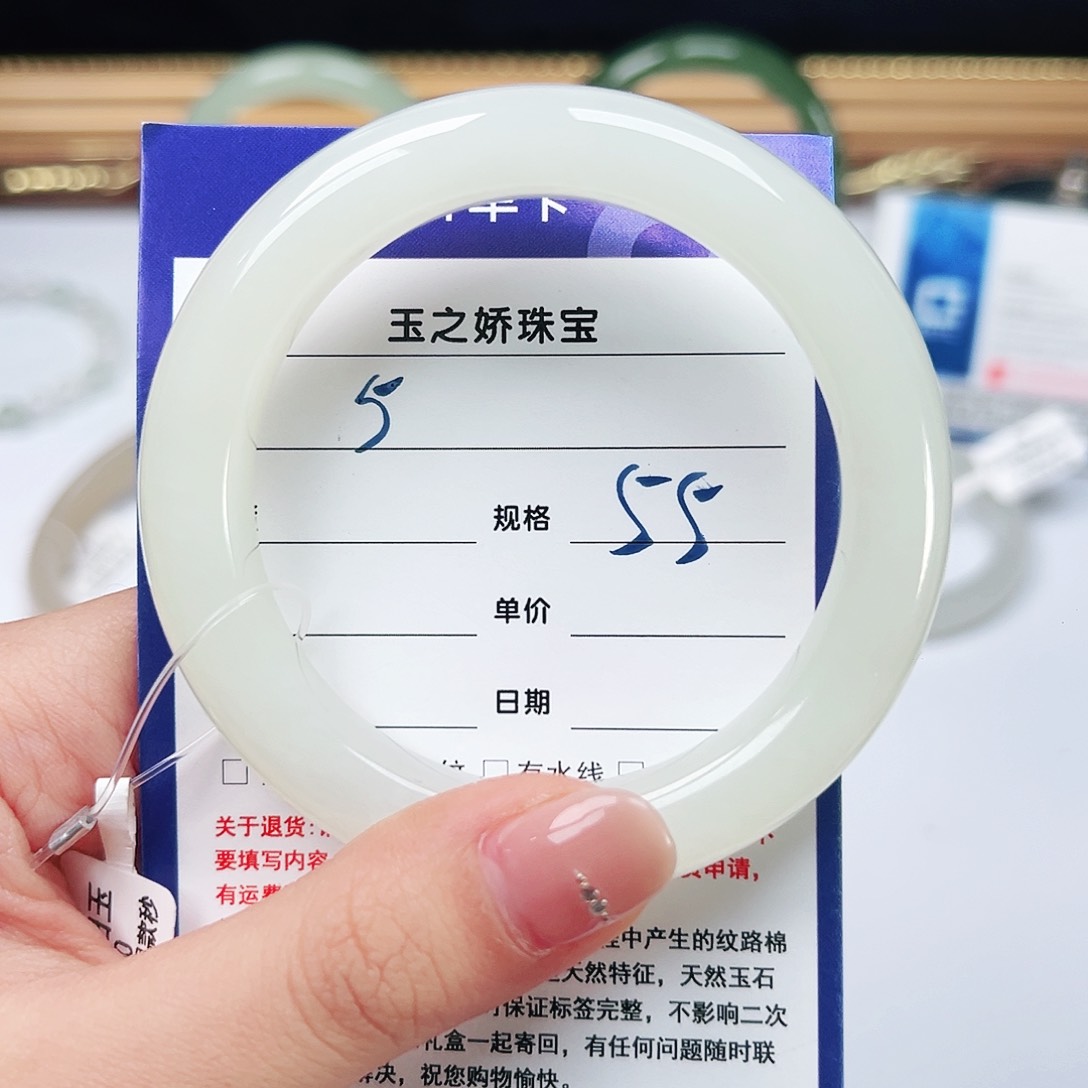 玉之娇珠宝
5
规格 55
单价
日期
有水线
关于退货:
要填写内容 申请,
有运费
中产生的纹路棉
天然特征，天然玉石
保证标签完整，不影响二次
礼盒一起寄回，有任何问题随时联
决，祝您购物愉快。
玉
款秒